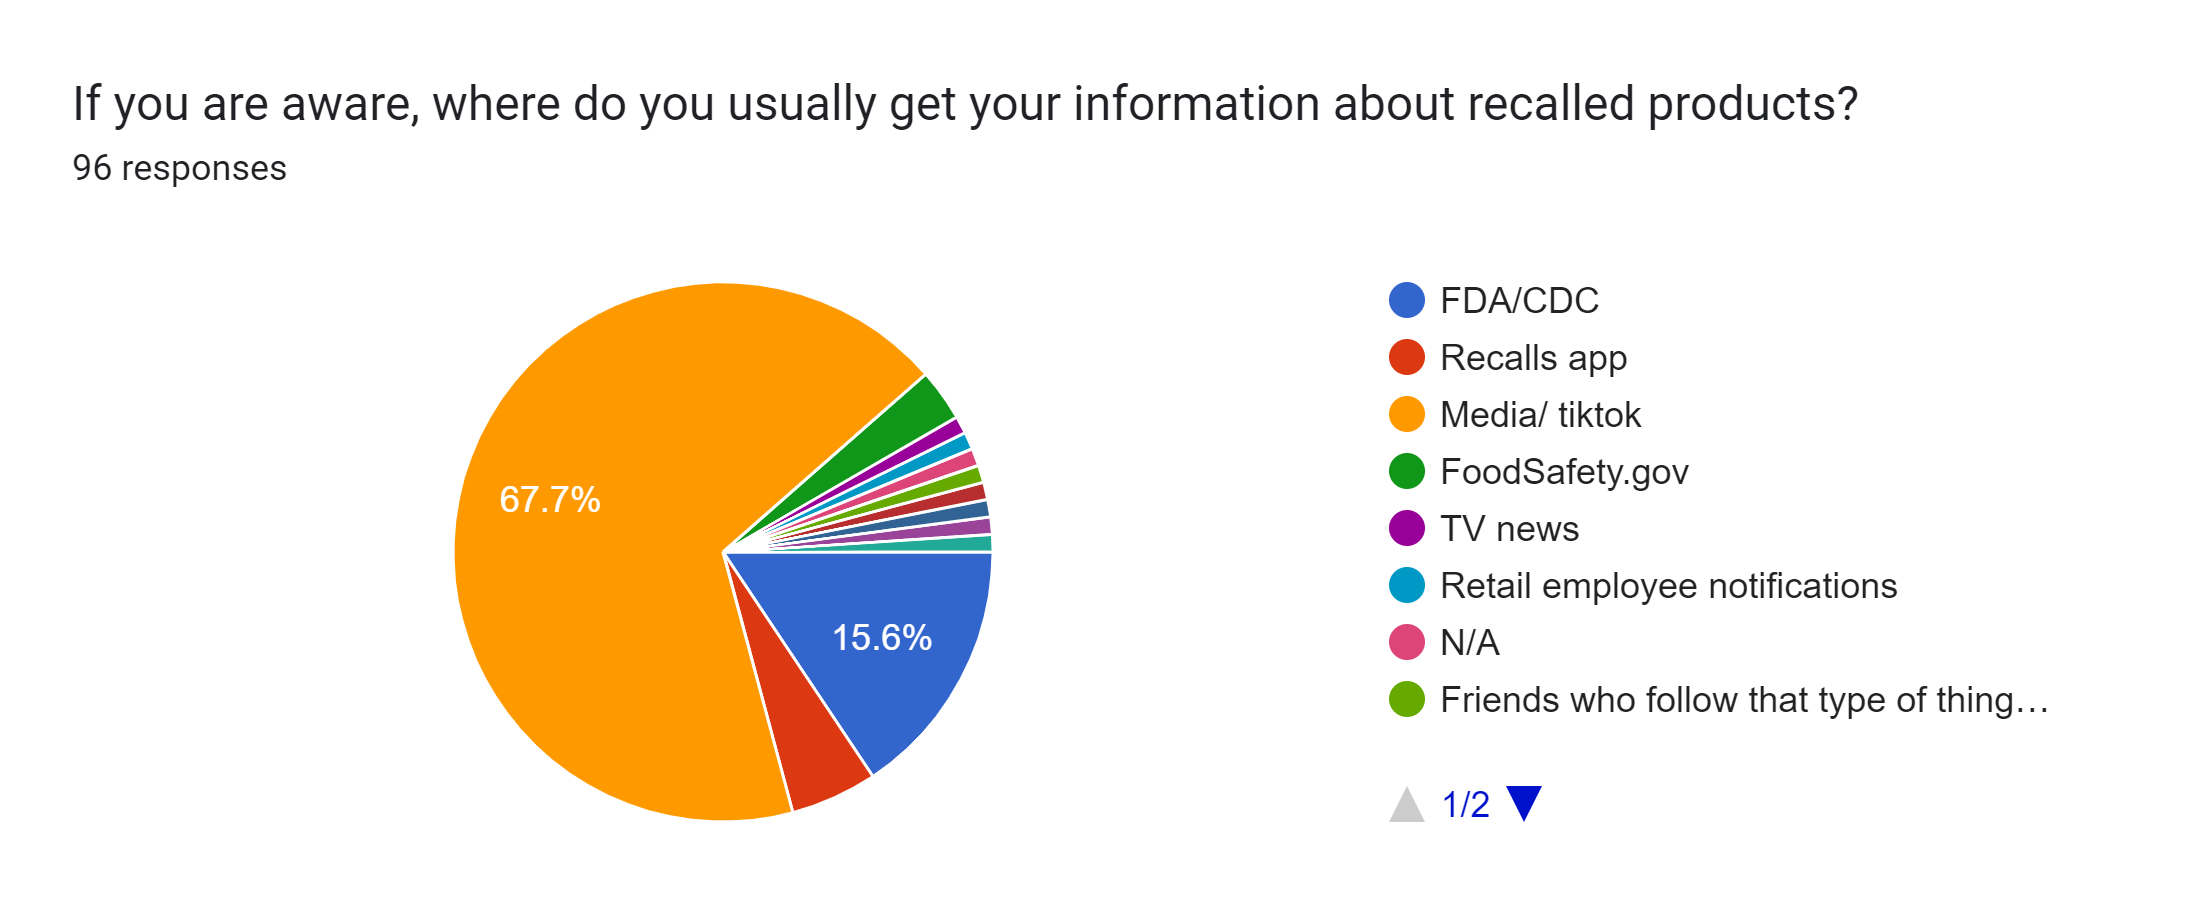 If you are aware, where do you usually get your information about recalled products?
96 responses
67.7%
15.6%
FDA/CDC
Recalls app
Media/ tiktok
FoodSafety.gov
TV news
Retail employee notifications
N/A
Friends who follow that type of thing…
1/2